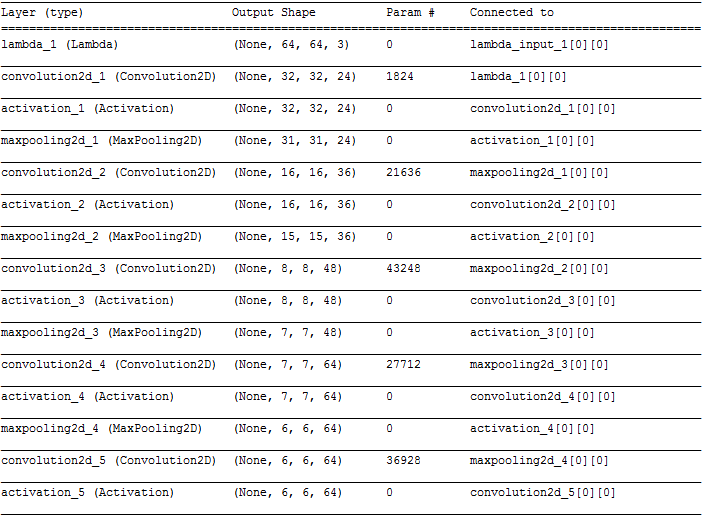 Layer (type) Output Shape Param # Connected to
lambda_1 (Lambda) (None, 64, 64, 3) 0 lambda_input_1[0][0]
convolution2d_1 (Convolution2D) (None, 32, 32, 24) 1824 lambda_1[0][0]
activation_1 (Activation) (None, 32, 32, 24) 0 convolution2d_1[0][0]
maxpooling2d_1 (MaxPooling2D) (None, 31, 31, 24) 0 activation_1[0][0]
convolution2d_2 (Convolution2D) (None, 16, 16, 36) 21636 maxpooling2d_1[0][0]
activation_2 (Activation) (None, 16, 16, 36) 0 convolution2d_2[0][0]
maxpooling2d_2 (MaxPooling2D) (None, 15, 15, 36) 0 activation_2[0][0]
convolution2d_3 (Convolution2D) (None, 8, 8, 48) 43248 maxpooling2d_2[0][0]
activation_3 (Activation) (None, 8, 8, 48) 0 convolution2d_3[0][0]
maxpooling2d_3 (MaxPooling2D) (None, 7, 7, 48) 0 activation_3[0][0]
convolution2d_4 (Convolution2D) (None, 7, 7, 64) 27712 maxpooling2d_3[0][0]
activation_4 (Activation) (None, 7, 7, 64) 0 convolution2d_4[0][0]
maxpooling2d_4 (MaxPooling2D) (None, 6, 6, 64) 0 activation_4[0][0]
convolution2d_5 (Convolution2D) (None, 6, 6, 64) 36928 maxpooling2d_4[0][0]
activation_5 (Activation) (None, 6, 6, 64) 0 convolution2d_5[0][0]